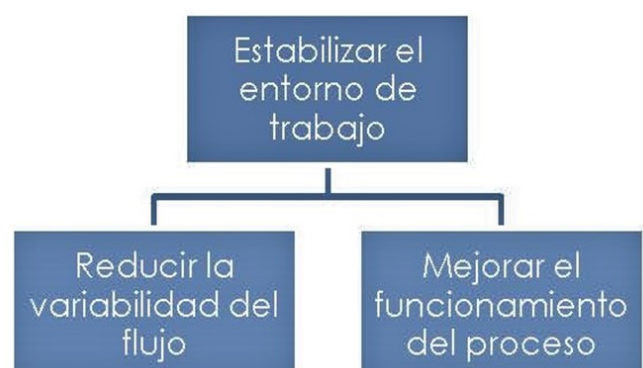 Estabilizar el
entorno de
trabajo
Reducir la
variabilidad del
flujo
Mejorar el
funcionamiento
del proceso